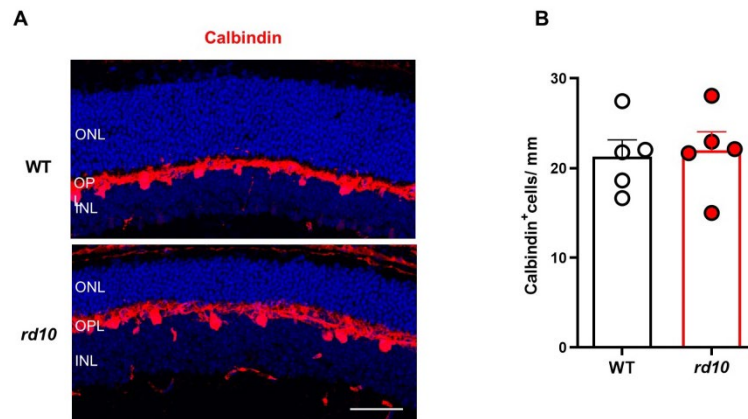 A
Calbindin
WT
ONL
OP
L
INL
rd10
ONL
OPL
INL
B
Calbindin+cells/ mm
30
20
10
0
WT
rd10